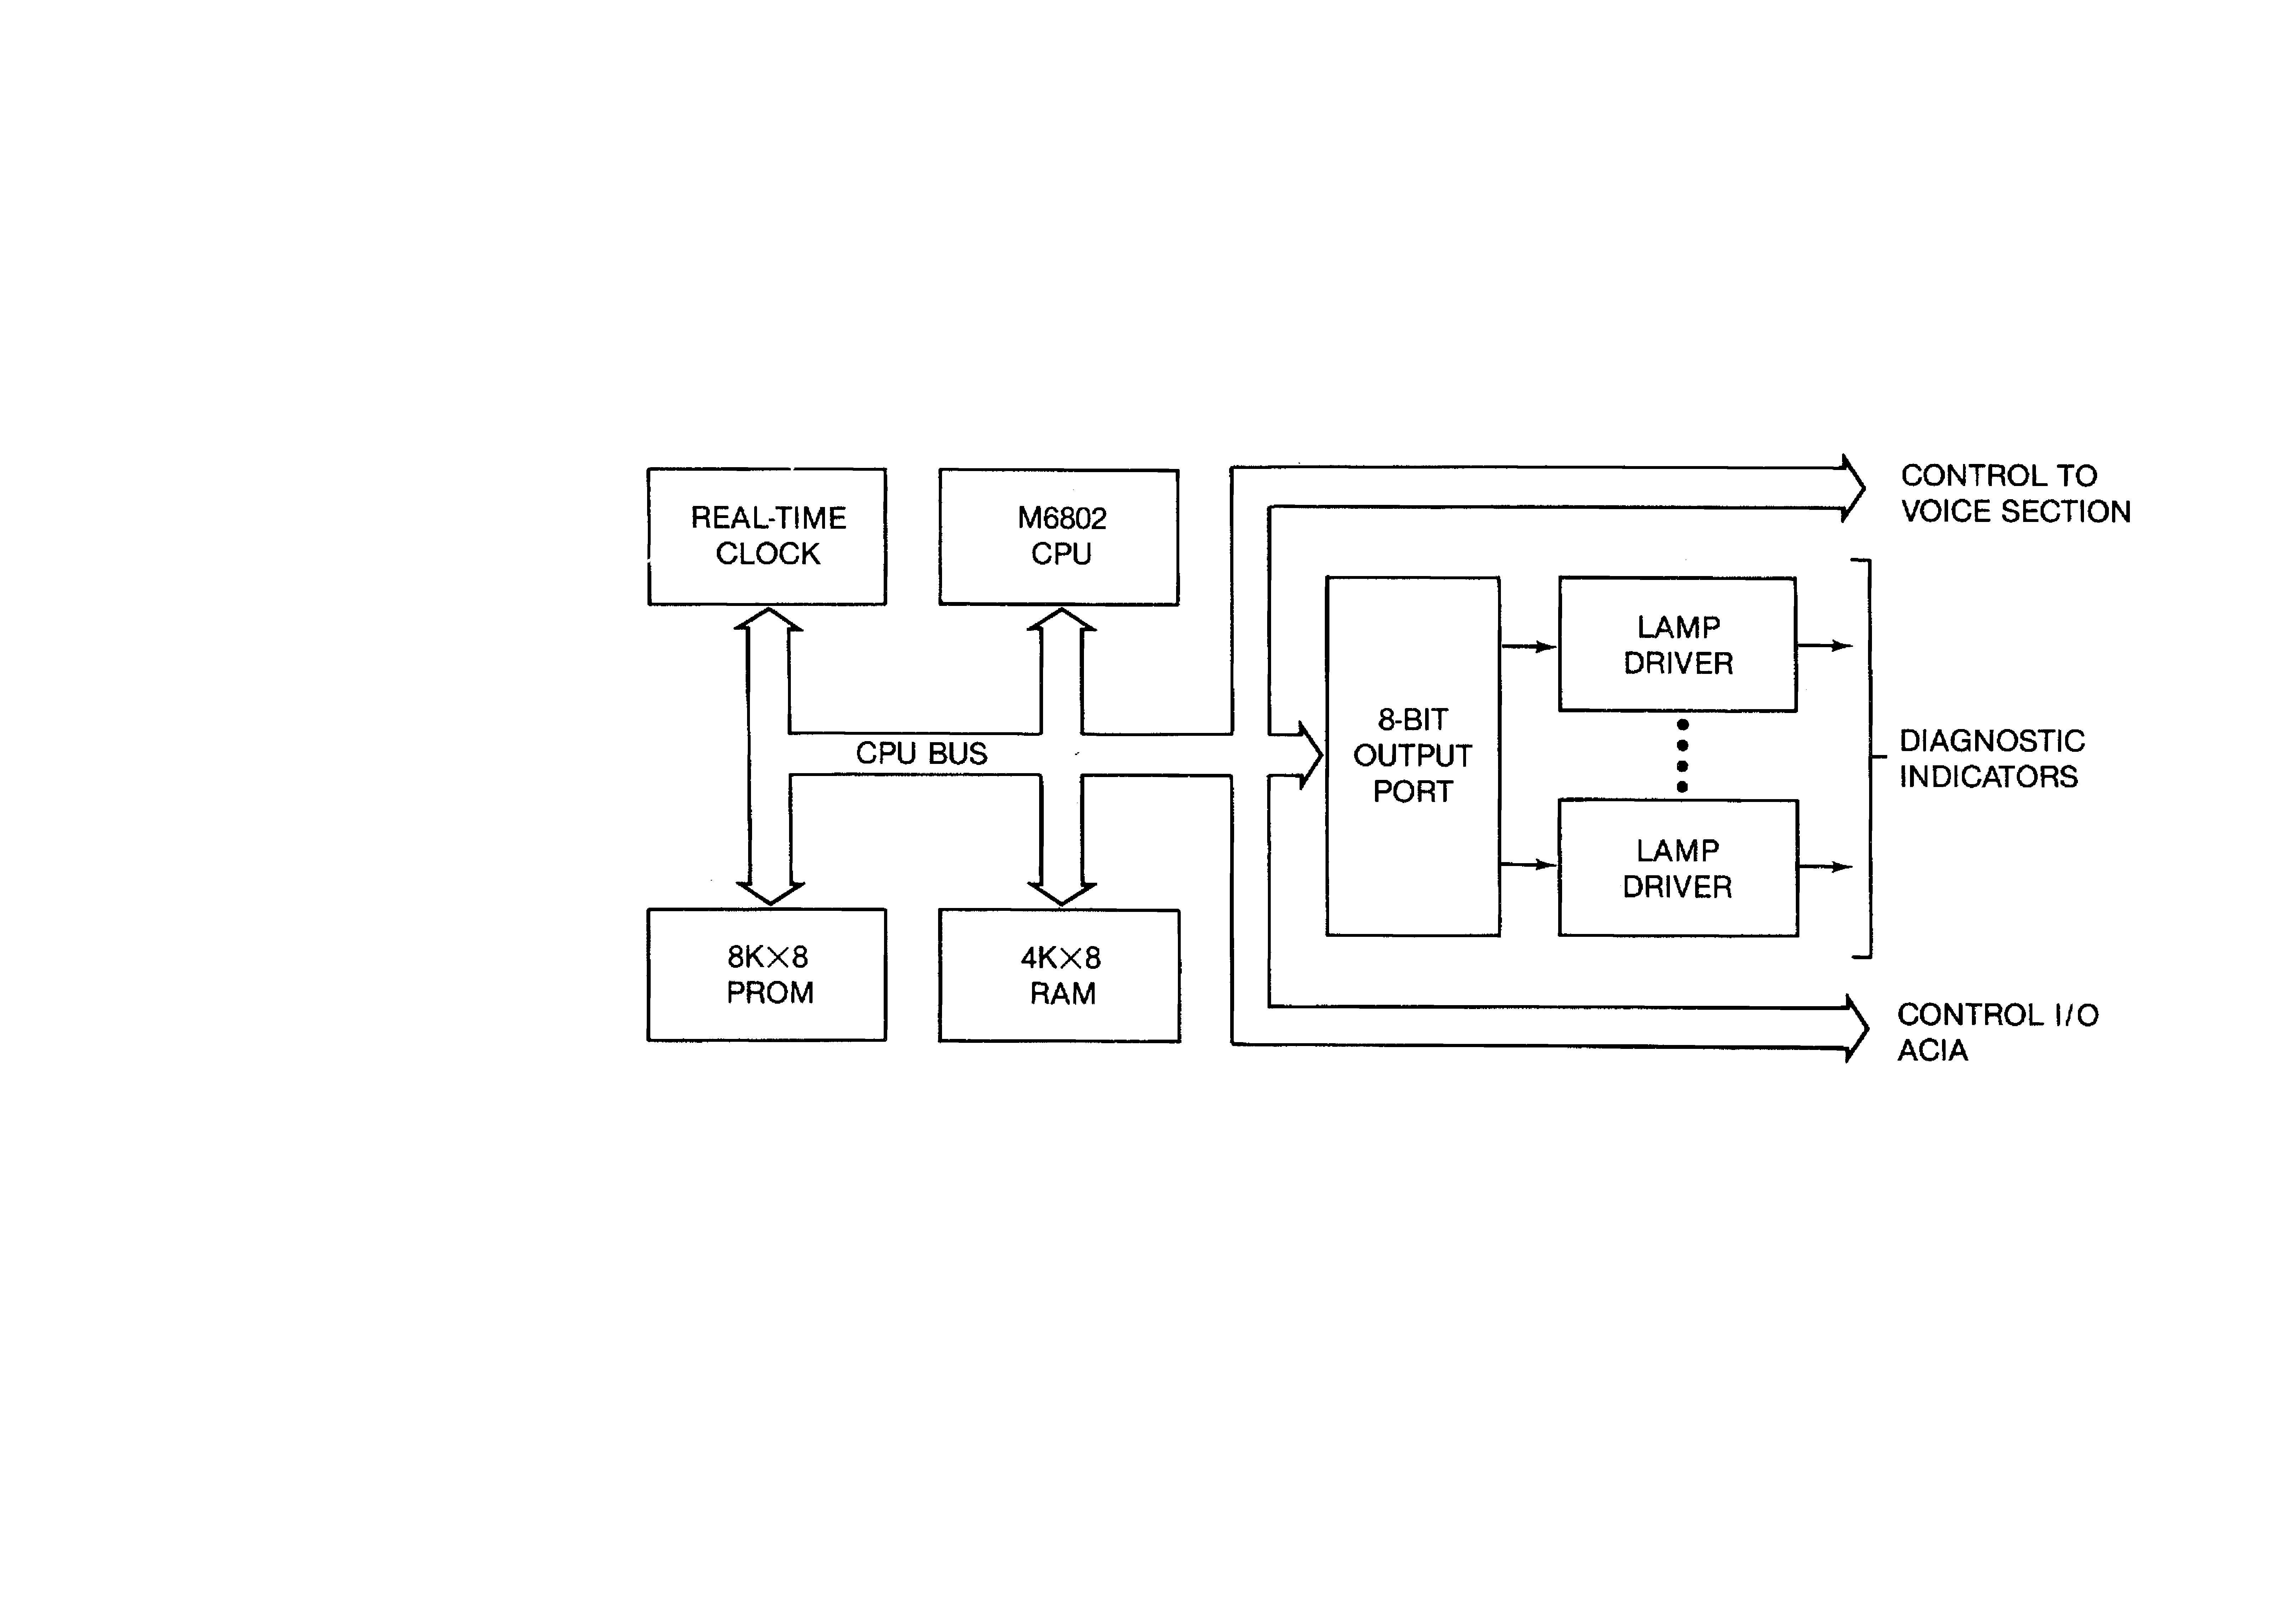 REAL-TIME
CLOCK
M6802
CPU
CONTROL TO
VOICE SECTION
LAMP
DRIVER
8-BIT
OUTPUT
PORT
CPU BUS
DIAGNOSTIC
INDICATORS
LAMP
DRIVER
8K×8
PROM
4K×8
RAM
CONTROL I/O
ACIA